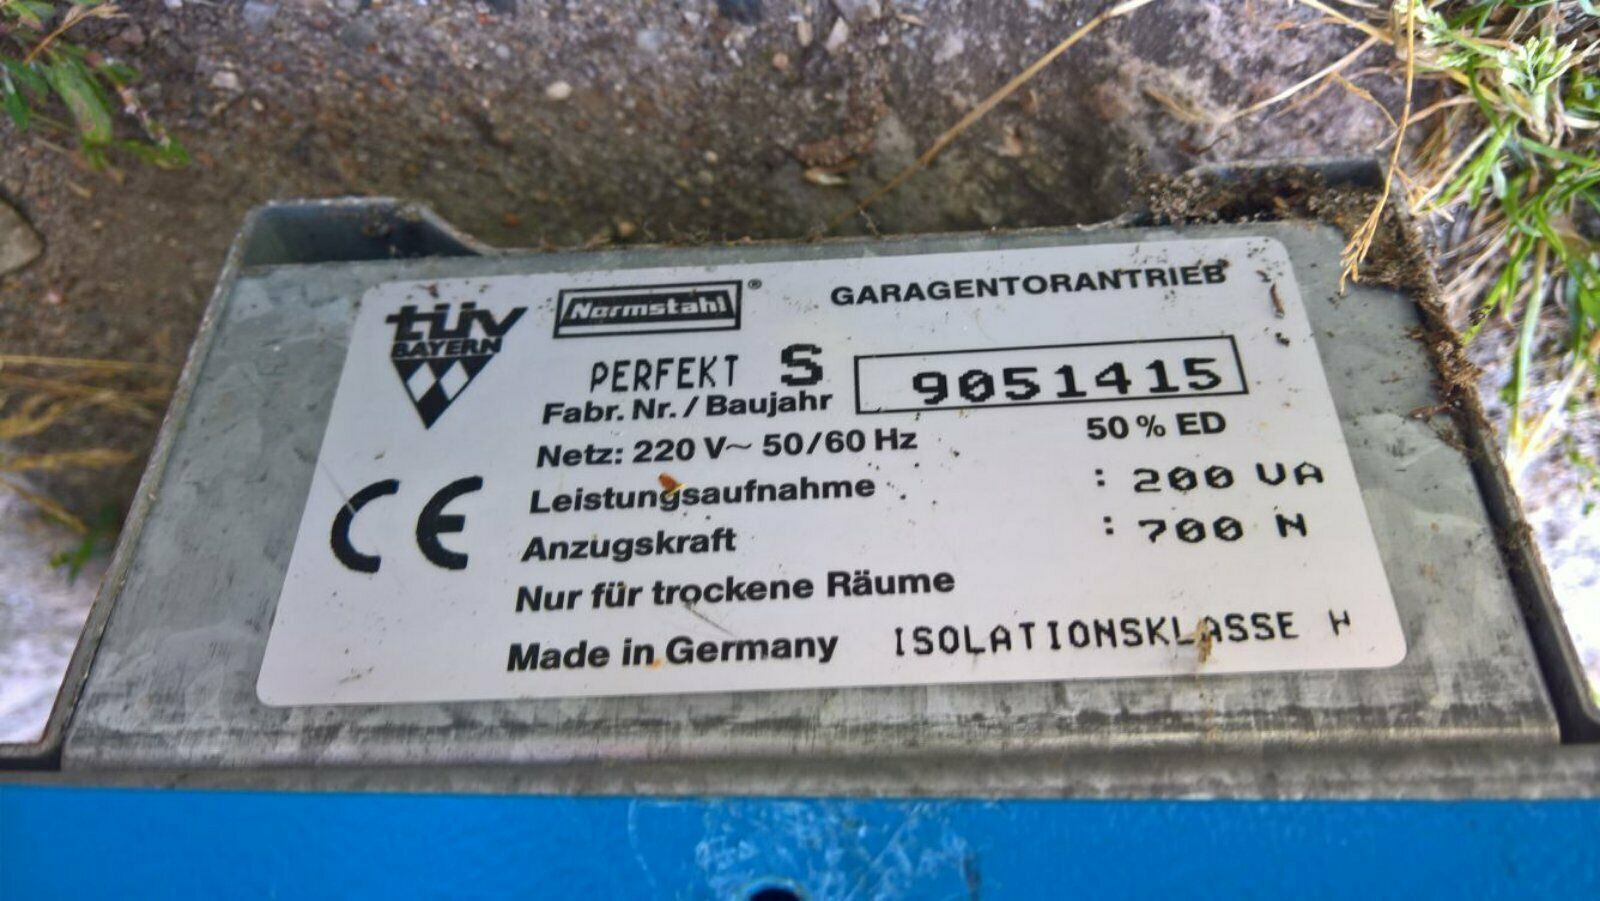 TÜV
BAYERN
Normstahl®
GARAGENTORANTRIEB
PERFEKT S
Fabr. Nr. / Baujahr 9051415
Netz: 220 V~ 50/60 Hz 50 % ED
Leistungsaufnahme : 200 VA
Anzugskraft : 700 N
Nur für trockene Räume
Made in Germany ISOLATIONSKLASSE H
CE